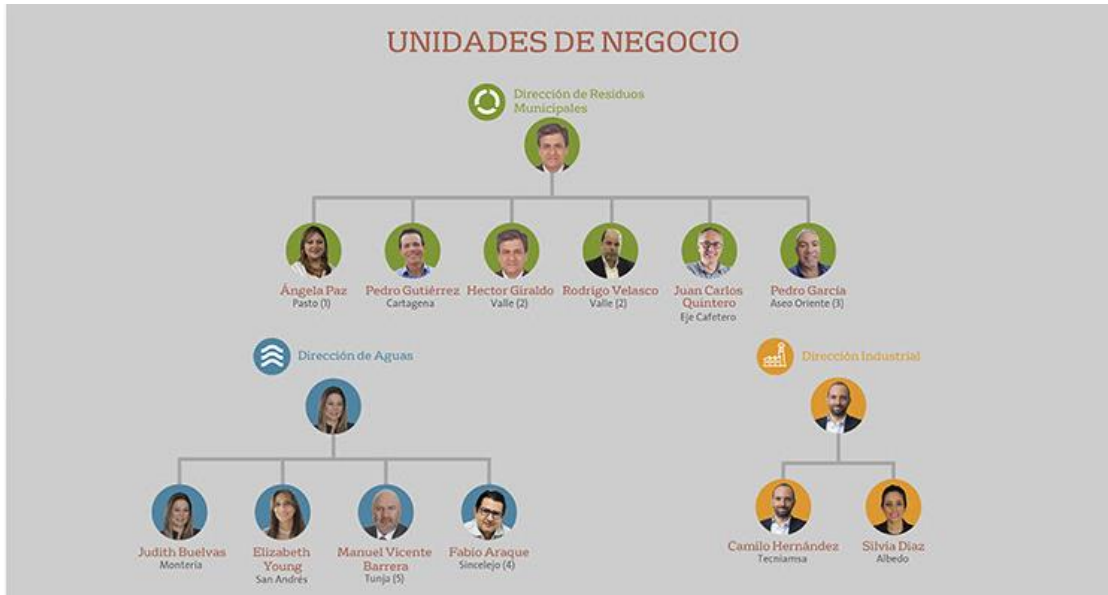 UNIDADES DE NEGOCIO
Dirección de Residuos
Municipales
Ángela Paz
Pasto (1)
Pedro Gutiérrez
Cartagena
Hector Giraldo
Valle (2)
Rodrigo Velasco
Valle (2)
Juan Carlos
Quintero
Eje Cafetero
Pedro García
Aseo Oriente (3)
Dirección de Aguas
Judith Buelvas
Montería
Elizabeth
Young
San Andrés
Manuel Vicente
Barrera
Tunja (5)
Fabio Araque
Sincelejo (4)
Dirección Industrial
Camilo Hernández
Tecniamsa
Silvia Díaz
Albedo